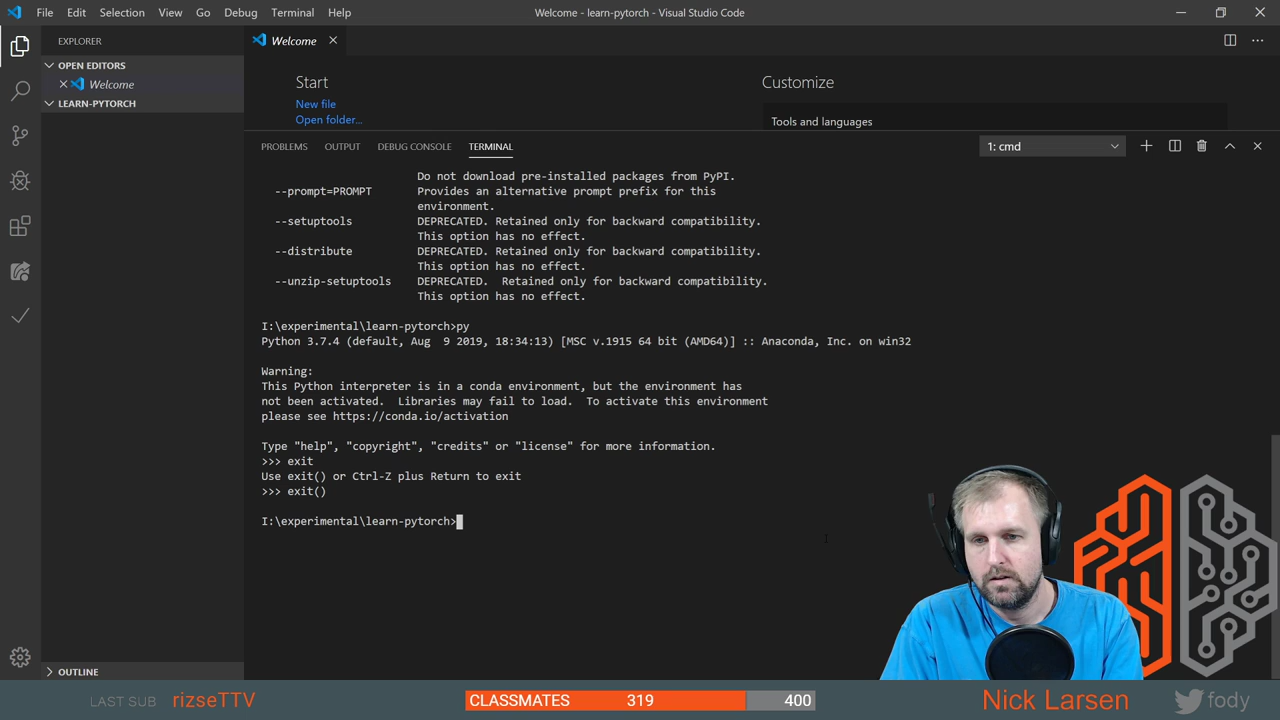 File Edit Selection View Go Debug Terminal Help
Welcome - learn-pytorch - Visual Studio Code
EXPLORER
OPEN EDITORS
Welcome
LEARN-PYTORCH
OUTLINE
Welcome
Start
New file
Open folder...
Customize
Tools and languages
PROBLEMS OUTPUT DEBUG CONSOLE TERMINAL
1: cmd
Do not download pre-installed packages from PyPI.
--prompt=PROMPT Provides an alternative prompt prefix for this
environment.
--setuptools DEPRECATED. Retained only for backward compatibility.
This option has no effect.
--distribute DEPRECATED. Retained only for backward compatibility.
This option has no effect.
--unzip-setuptools DEPRECATED.  Retained only for backward compatibility.
This option has no effect.
I:\experimental\learn-pytorch>py
Python 3.7.4 (default, Aug  9 2019, 18:34:13) [MSC v.1915 64 bit (AMD64)] :: Anaconda, Inc. on win32
Warning:
This Python interpreter is in a conda environment, but the environment has
not been activated.  Libraries may fail to load.  To activate this environment
please see https://conda.io/activation
Type "help", "copyright", "credits" or "license" for more information.
>>> exit
Use exit() or Ctrl-Z plus Return to exit
>>> exit()
I:\experimental\learn-pytorch>
LAST SUB rizseTTV
CLASSMATES 319 400
Nick Larsen
fody